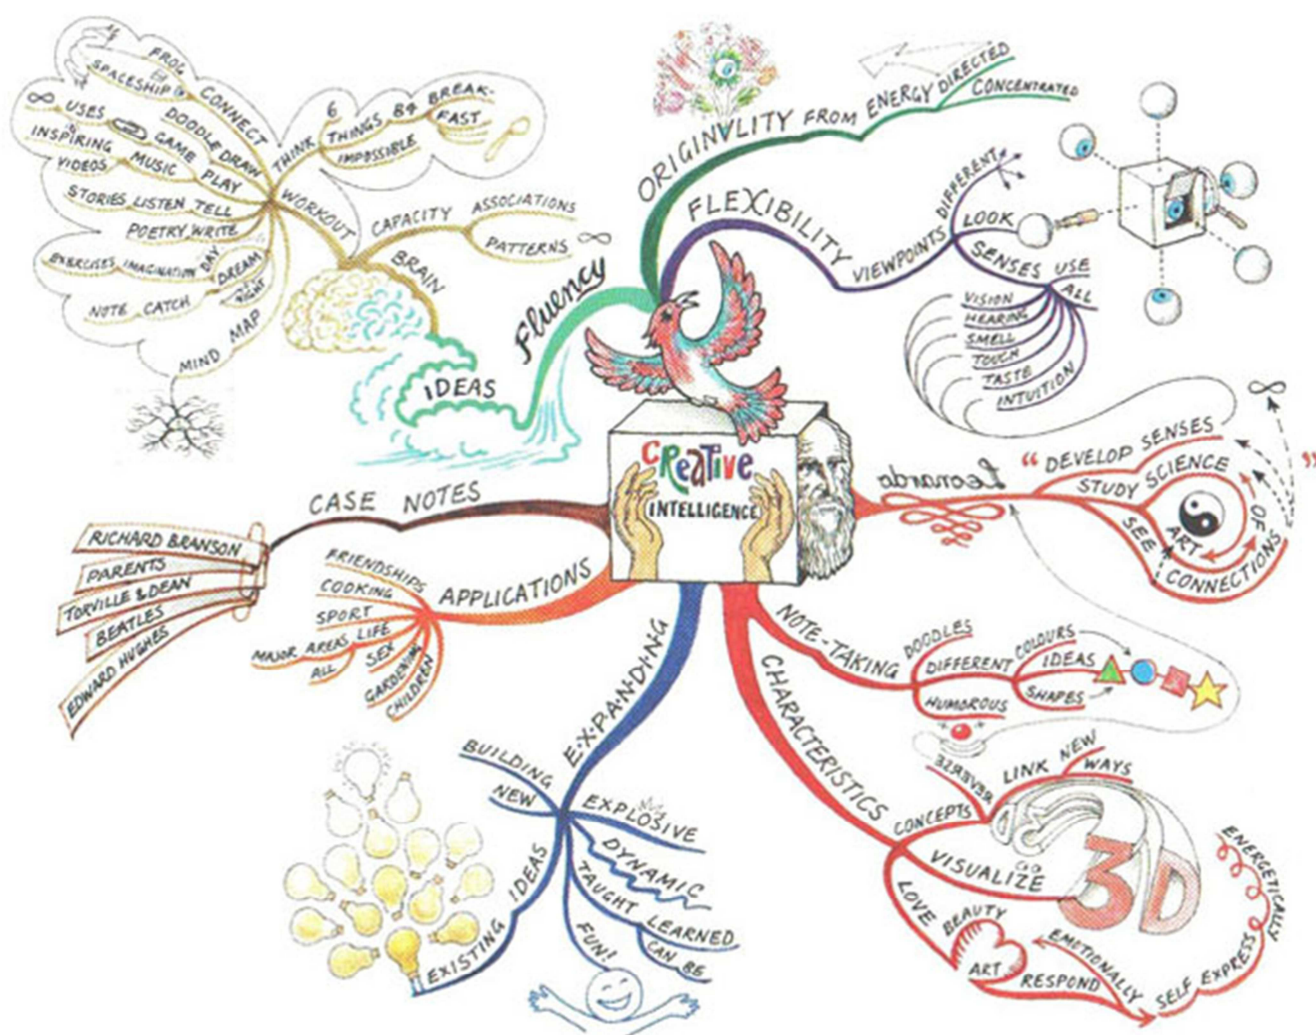 CREATIVE
INTELLIGENCE
ORIGINVLITY FROM ENERGY DIRECTED
CONCENTRATED
FLEXIBILITY
VIEWPOINTS
DIFFERENT
LOOK
SENSES USE
ALL
VISION
HEARING
SMELL
TOUCH
TASTE
INTUITION
Leonardo
"DEVELOP SENSES
STUDY SCIENCE
OF
ART
SEE
CONNECTIONS
"
NOTE-TAKING
DOODLES
DIFFERENT
COLOURS
IDEAS
SHAPES
HUMOROUS
CHARACTERISTICS
CONCEPTS
REVERSE
LINK NEW
WAYS
VISUALIZE
3D
LOVE
BEAUTY
ART
RESPOND
EMOTIONALLY
SELF EXPRESS
ENERGETICALLY
E·X·P·A·N·D·I·N·G
BUILDING
NEW
EXISTING IDEAS
EXPLOSIVE
DYNAMIC
TAUGHT LEARNED
CAN BE
FUN!
APPLICATIONS
FRIENDSHIPS
COOKING
SPORT
MAJOR AREAS LIFE
ALL
SEX
GARDENING
CHILDREN
CASE NOTES
RICHARD BRANSON
PARENTS
TORVILLE & DEAN
BEATLES
EDWARD HUGHES
Fluency
IDEAS
BRAIN
CAPACITY
ASSOCIATIONS
PATTERNS ∞
WORKOUT
THINK
6
THINGS B4 BREAK-
FAST
IMPOSSIBLE
CONNECT
FROG
SPACESHIP
DOODLE DRAW
∞ USES
GAME
PLAY
INSPIRING
VIDEOS
MUSIC
STORIES LISTEN TELL
POETRY WRITE
EXERCISES IMAGINATION
DAY
DREAM
NIGHT
NOTE CATCH
MIND MAP